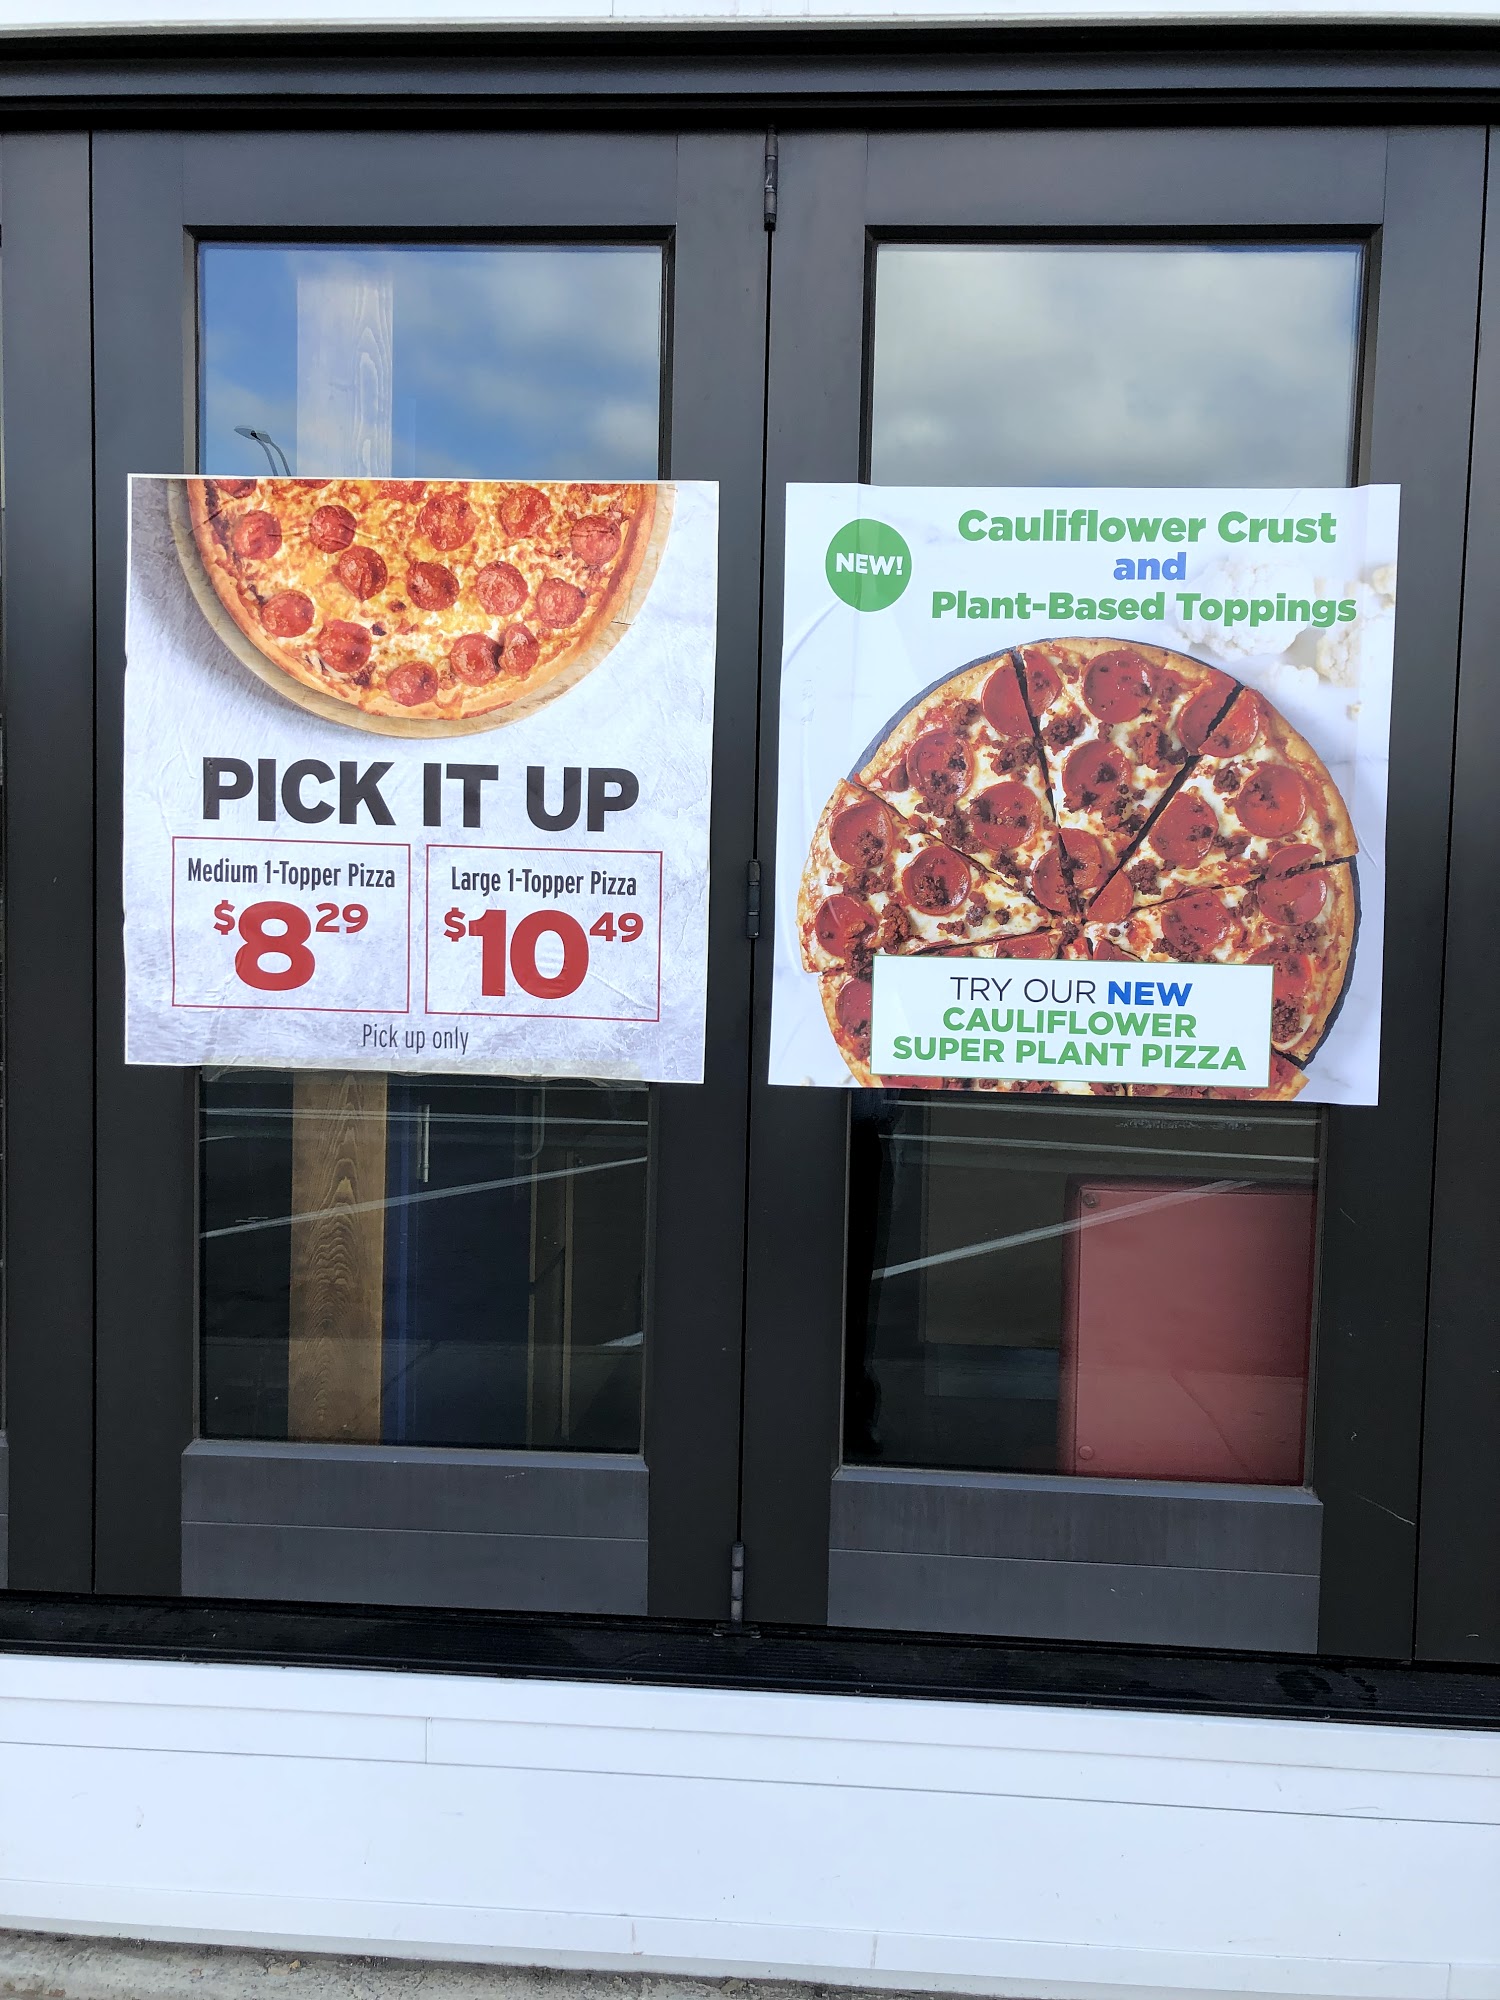 PICK IT UP
Medium 1-Topper Pizza
$8 29
Large 1-Topper Pizza
$10 49
Pick up only
NEW!
Cauliflower Crust
and
Plant-Based Toppings
TRY OUR NEW
CAULIFLOWER
SUPER PLANT PIZZA